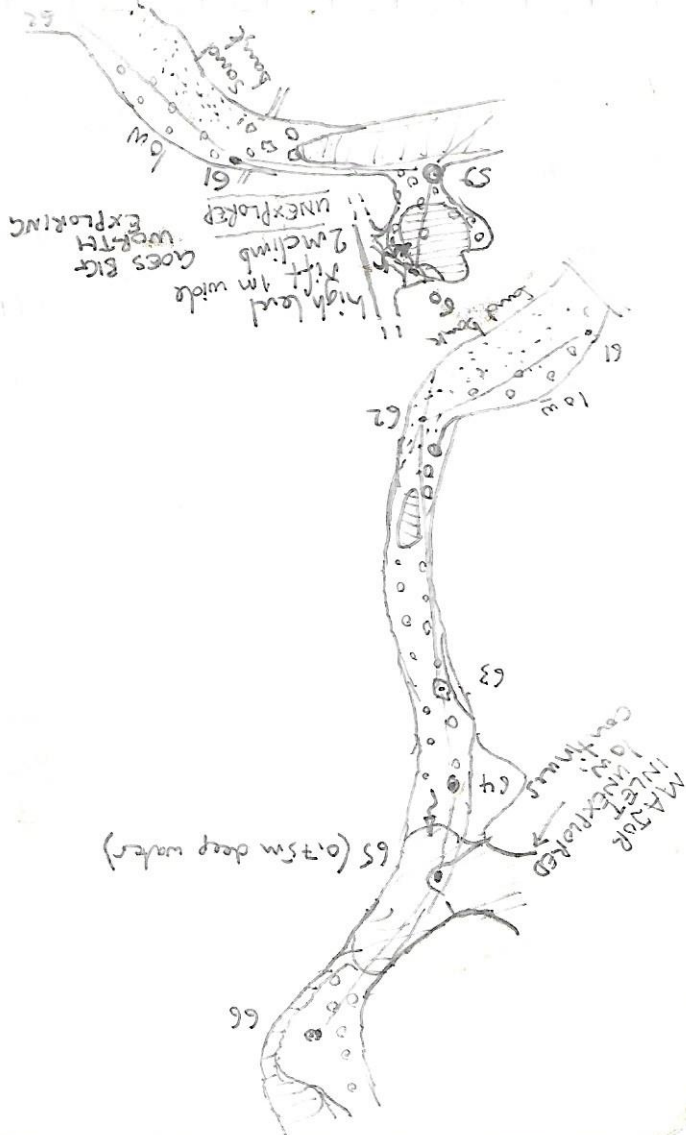 66
65 (0.75m deep water)
MAJOR
INLET
UNEXPLORED
low
continues
64
63
62
low
61
sand bank
60
high level
rift 1m wide
2m climb
UNEXPLORED
GOES BIG
WORTH
EXPLORING
59
61
low
sand
bank